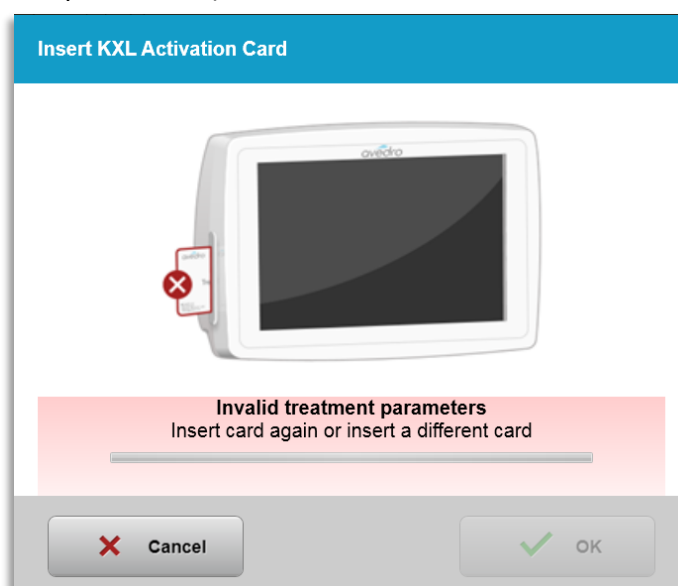 Insert KXL Activation Card
avedro
avedro
Invalid treatment parameters
Insert card again or insert a different card
Cancel
OK